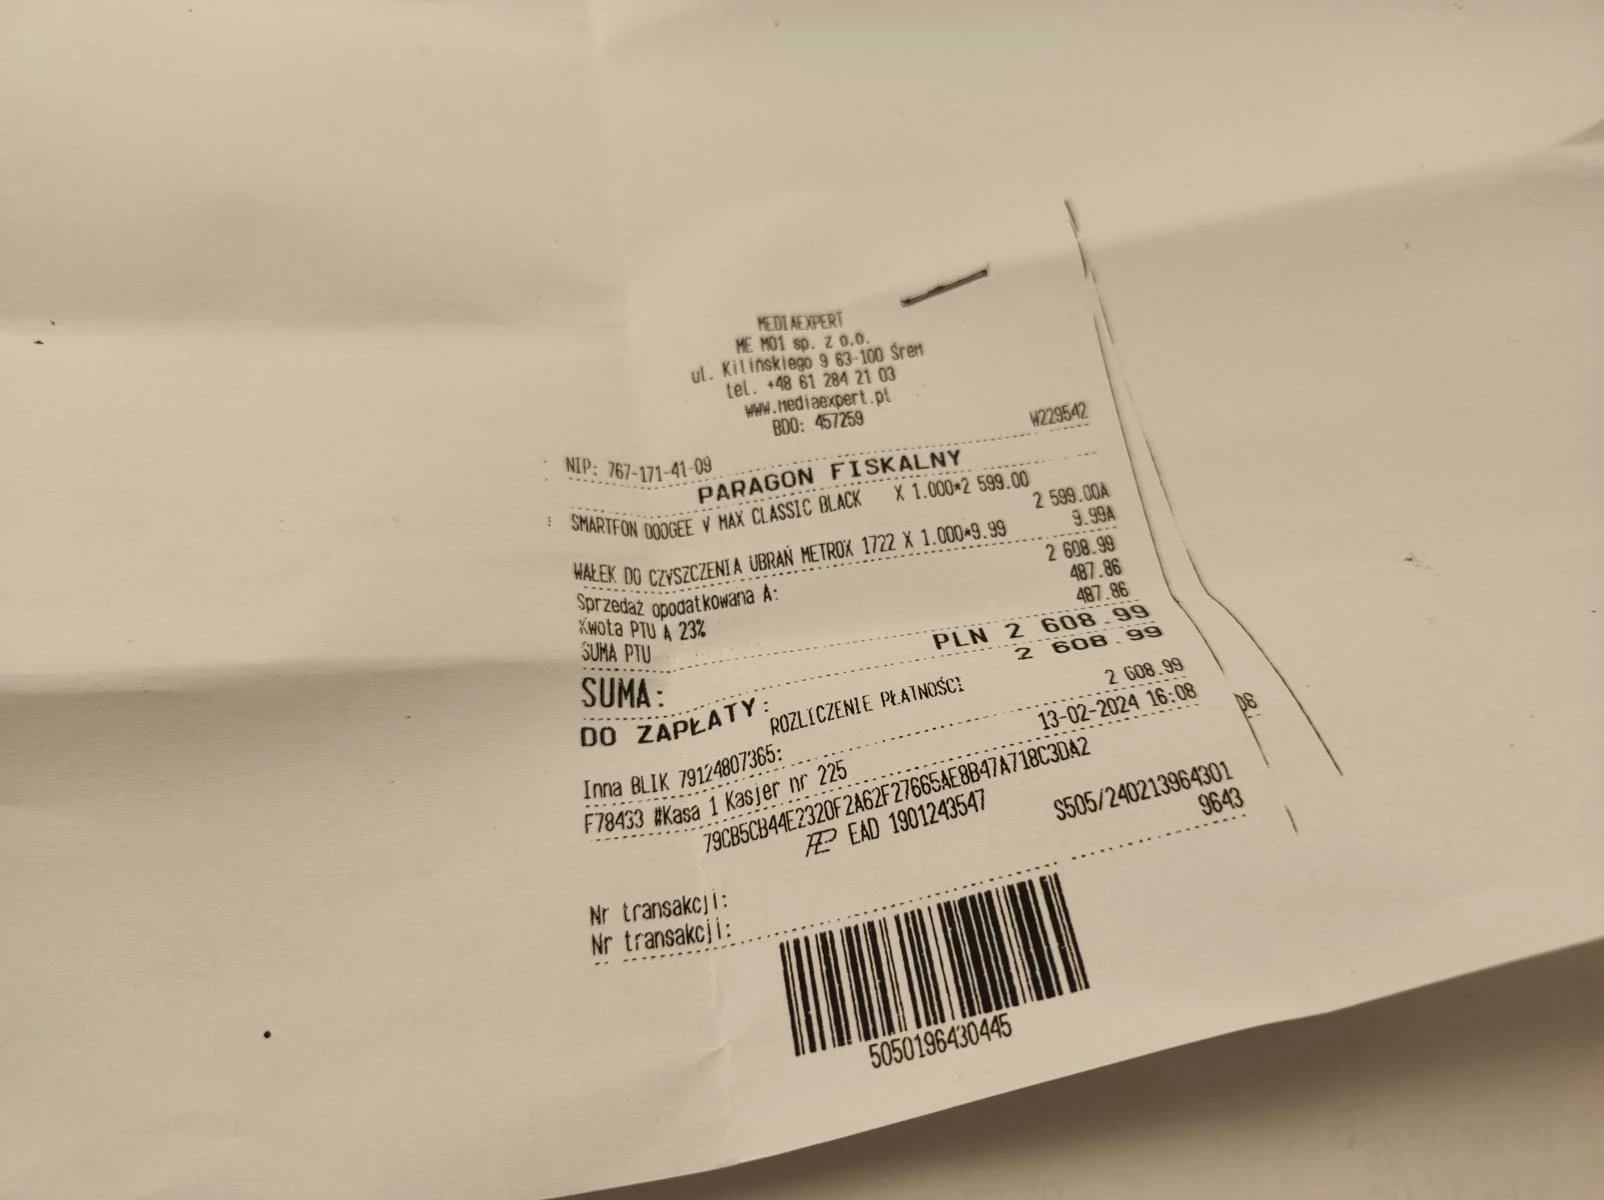 MEDIAEXPERT
ME M01 sp. z o.o.
ul. Kilińskiego 9 63-100 Śrem
tel. +48 61 284 21 03
www.mediaexpert.pl
BDO: 457259
NIP: 767-171-41-09 W229542
PARAGON FISKALNY
SMARTFON DOOGEE V MAX CLASSIC BLACK X 1.000*2 599.00
2 599.00A
WAŁEK DO CZYSZCZENIA UBRAŃ METROX 1722 X 1.000*9.99 9.99A
Sprzedaż opodatkowana A: 2 608.99
Kwota PTU A 23% 487.86
SUMA PTU 487.86
SUMA: PLN 2 608.99
DO ZAPŁATY: 2 608.99
ROZLICZENIE PŁATNOŚCI
Inna BLIK 79124807365: 2 608.99
F78433 #Kasa 1 Kasjer nr 225 13-02-2024 16:08
79CB5CB44E2320F2A62F27665AE8B47A718C3DA2
EAD 1901243547
Nr transakcji: S505/240213964301
Nr transakcji: 9643
5050196430445